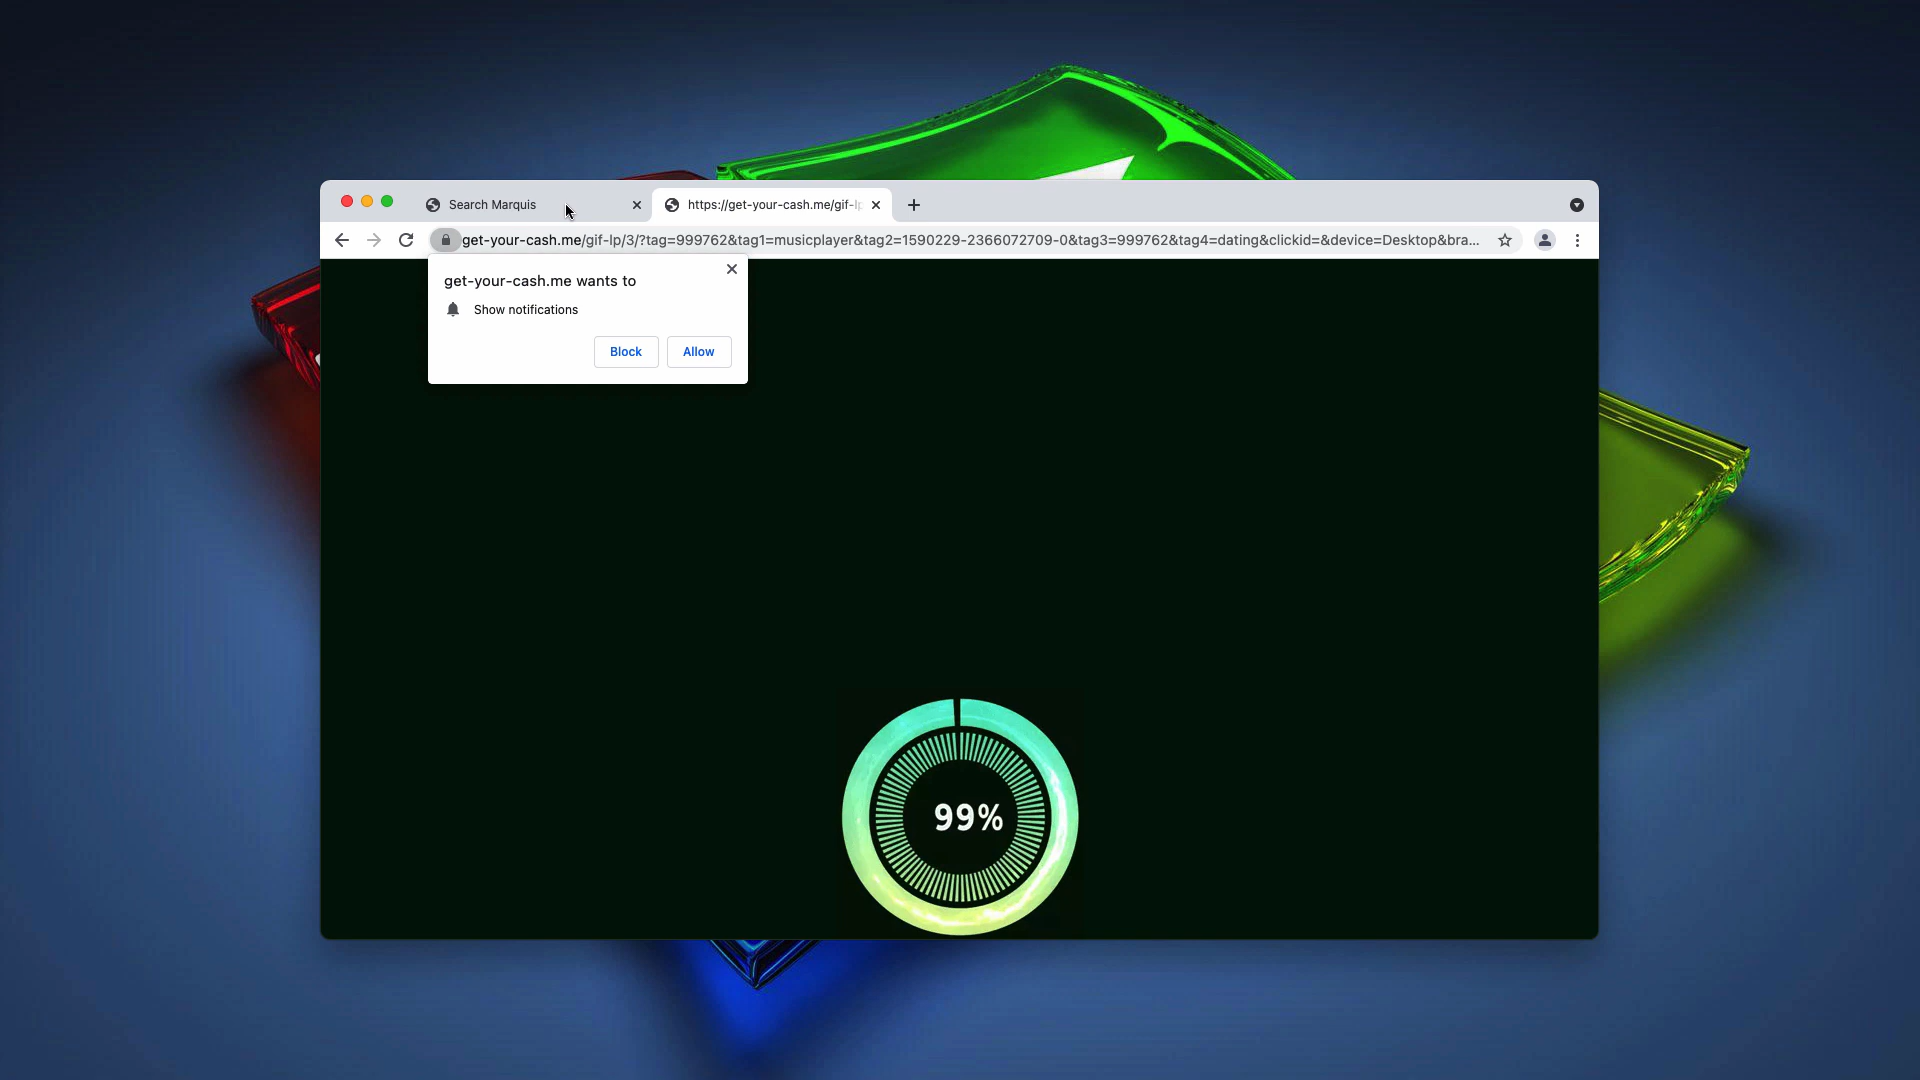 Search Marquis
https://get-your-cash.me/gif-lp
get-your-cash.me/gif-lp/3/?tag=999762&tag1=musicplayer&tag2=1590229-2366072709-0&tag3=999762&tag4=dating&clickid=&device=Desktop&bra...
get-your-cash.me wants to
Show notifications
Block
Allow
99%